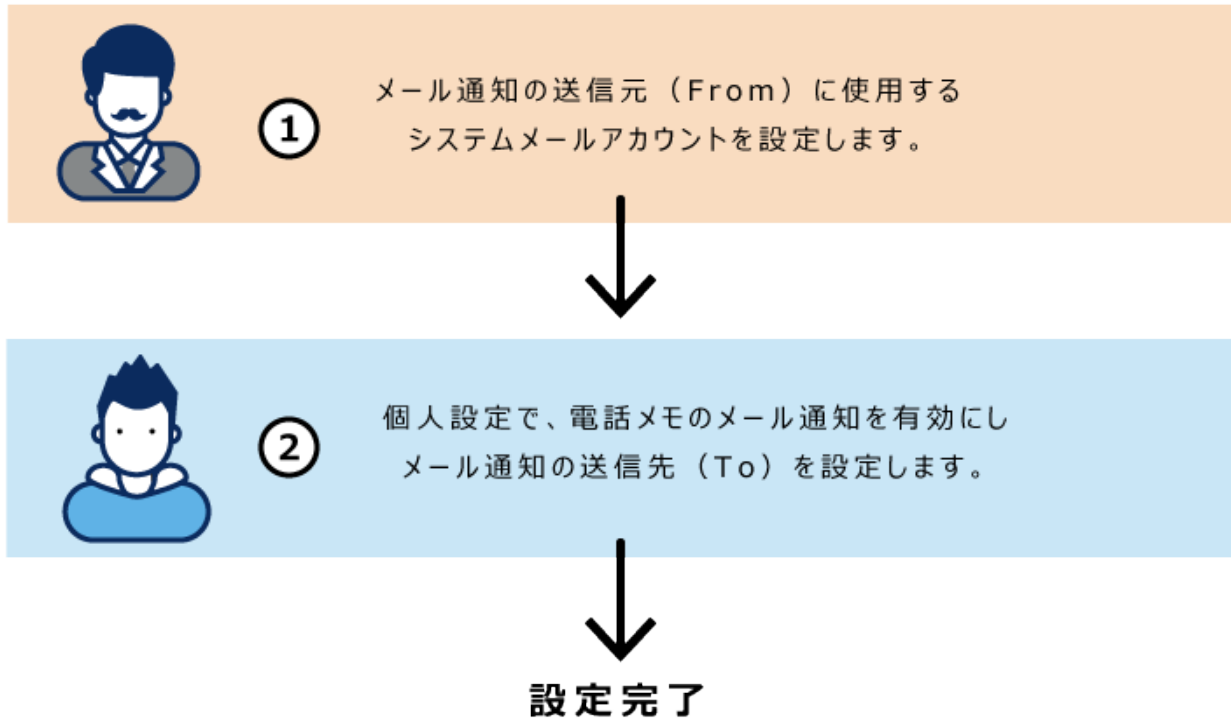 ①
メール通知の送信元（From）に使用する
システムメールアカウントを設定します。
②
個人設定で、電話メモのメール通知を有効にし
メール通知の送信先（To）を設定します。
設定完了